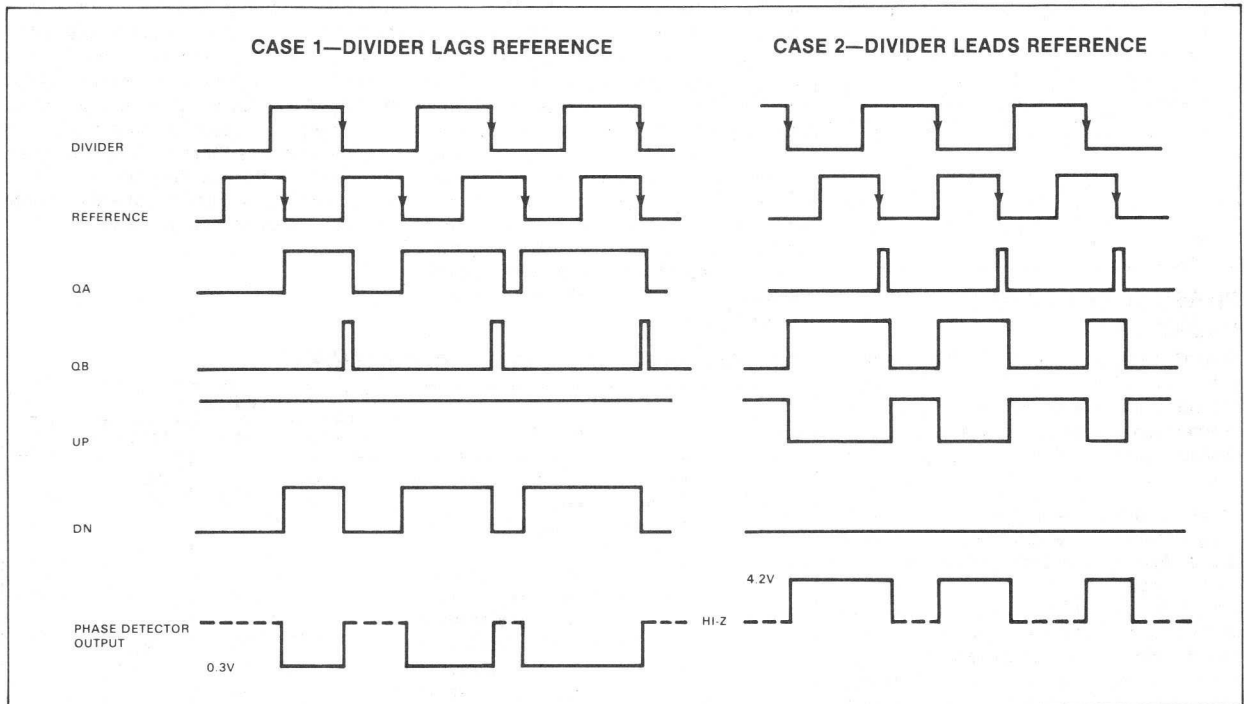 CASE 1—DIVIDER LAGS REFERENCE
CASE 2—DIVIDER LEADS REFERENCE
DIVIDER
REFERENCE
QA
QB
UP
DN
4.2V
PHASE DETECTOR
OUTPUT
HI-Z
0.3V